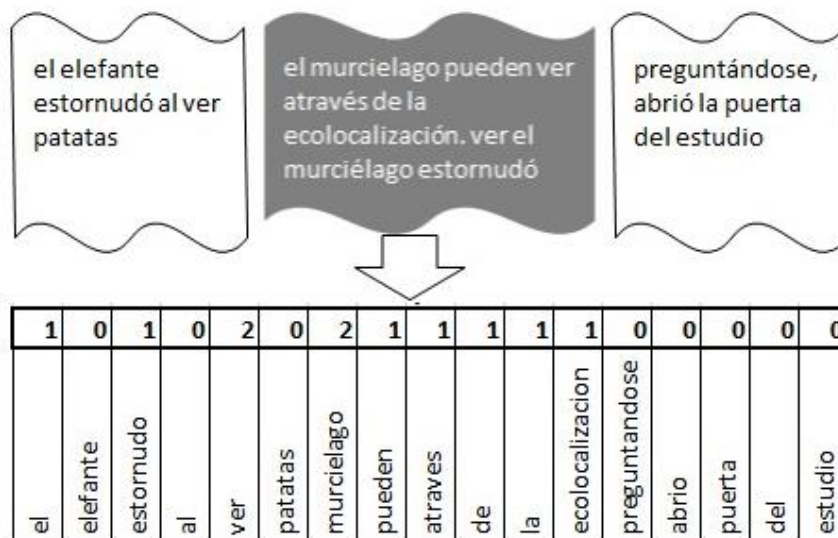 el elefante
estornudó al ver
patatas
el murcielago pueden ver
através de la
ecolocalización. ver el
murciélago estornudó
preguntándose,
abrió la puerta
del estudio
1 0 1 0 2 0 2 1 1 1 1 1 0 0 0 0 0
el
elefante
estornudo
al
ver
patatas
murcielago
pueden
atraves
de
la
ecolocalizacion
preguntandose
abrio
puerta
del
estudio